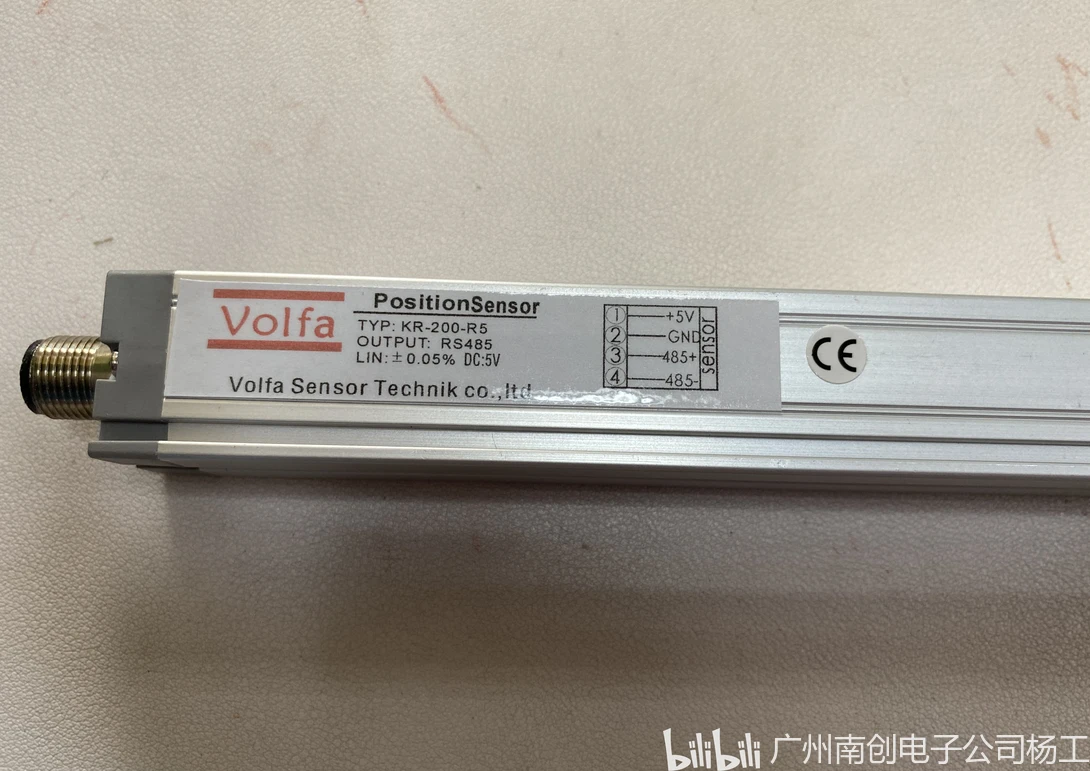 Volfa
PositionSensor
TYP: KR-200-R5
OUTPUT: RS485
LIN: ±0.05% DC:5V
Volfa Sensor Technik co.,ltd
1 +5V
2 GND
3 485+
4 485-
sensor
CE
bilibili 广州南创电子公司杨工